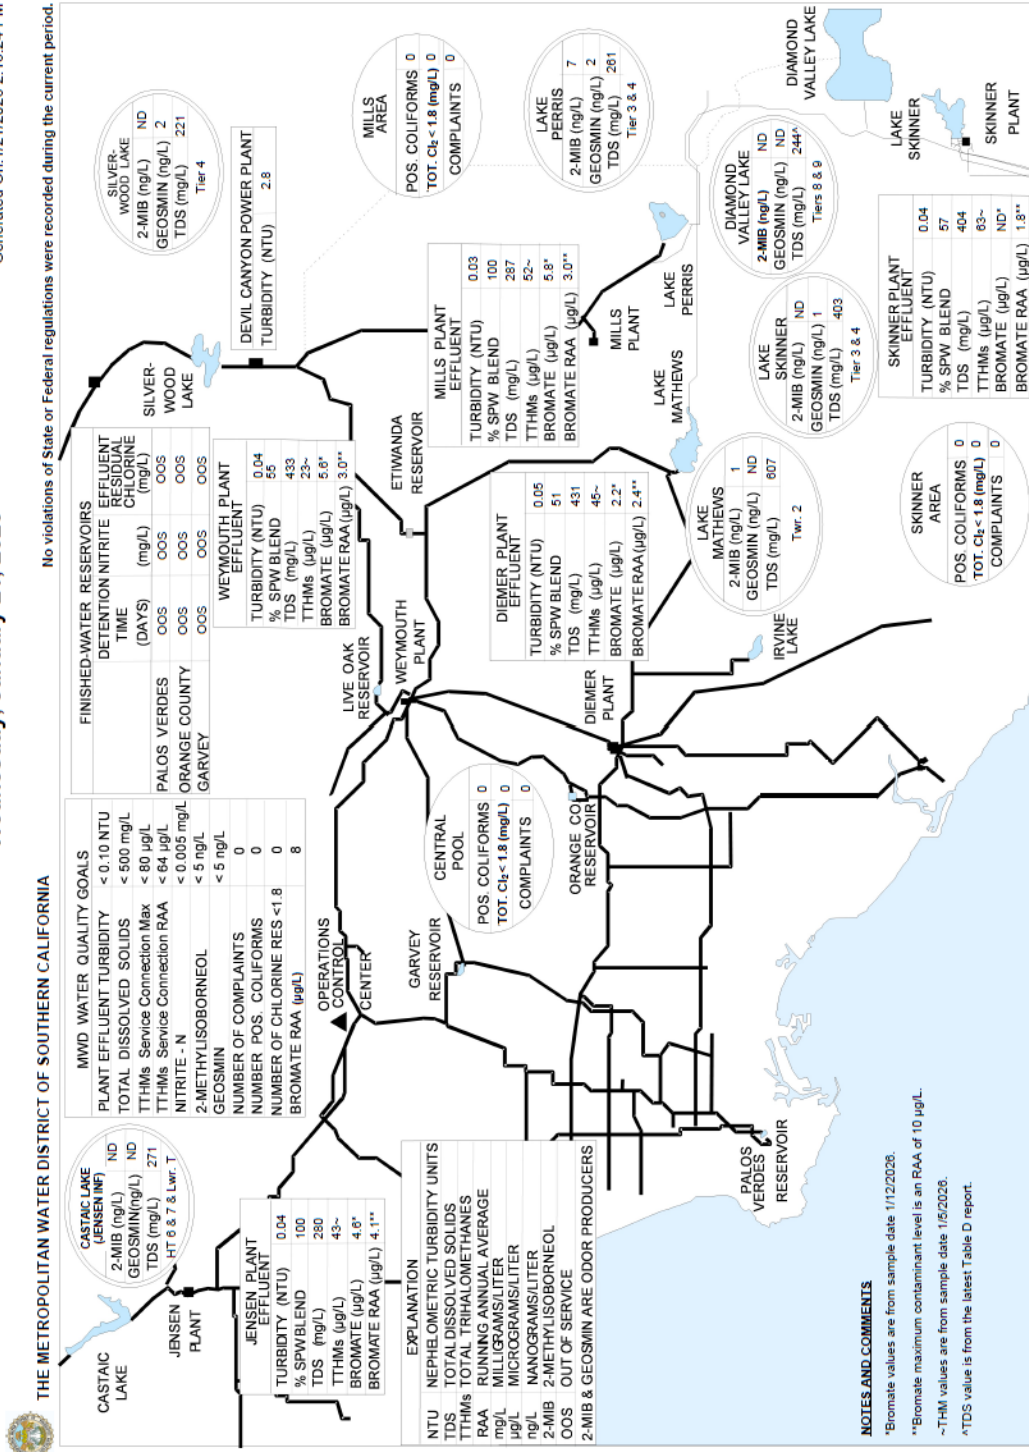 THE METROPOLITAN WATER DISTRICT OF SOUTHERN CALIFORNIA
No violations of State or Federal regulations were recorded during the current period.
CASTAIC LAKE
(JENSEN INF)
2-MIB (ng/L) ND
GEOSMIN(ng/L) ND
TDS (mg/L) 271
HT 6 & 7 & Lwr. T
CASTAIC
LAKE
JENSEN
PLANT
JENSEN PLANT
EFFLUENT
TURBIDITY (NTU) 0.04
% SPWBLEND 100
TDS (mg/L) 280
TTHMs (µg/L) 43~
BROMATE (µg/L) 4.6*
BROMATE RAA (µg/L) 4.1**
MWD WATER QUALITY GOALS
PLANT EFFLUENT TURBIDITY < 0.10 NTU
TOTAL DISSOLVED SOLIDS < 500 mg/L
TTHMs Service Connection Max < 80 µg/L
TTHMs Service Connection RAA < 64 µg/L
NITRITE - N < 0.005 mg/L
2-METHYLISOBORNEOL < 5 ng/L
GEOSMIN < 5 ng/L
NUMBER OF COMPLAINTS 0
NUMBER POS. COLIFORMS 0
NUMBER OF CHLORINE RES <1.8 0
BROMATE RAA (µg/L) 8
FINISHED-WATER RESERVOIRS
DETENTION NITRITE EFFLUENT
TIME RESIDUAL
CHLORINE
(DAYS) (mg/L) (mg/L)
PALOS VERDES OOS OOS OOS
ORANGE COUNTY OOS OOS OOS
GARVEY OOS OOS OOS
WEYMOUTH PLANT
EFFLUENT
TURBIDITY (NTU) 0.04
% SPW BLEND 55
TDS (mg/L) 433
TTHMs (µg/L) 23~
BROMATE (µg/L) 5.6*
BROMATE RAA (µg/L) 3.0**
SILVER-
WOOD
LAKE
SILVER-
WOOD LAKE
2-MIB (ng/L) ND
GEOSMIN (ng/L) 2
TDS (mg/L) 221
Tier 4
DEVIL CANYON POWER PLANT
TURBIDITY (NTU) 2.8
OPERATIONS
CONTROL
CENTER
LIVE OAK
RESERVOIR
WEYMOUTH
PLANT
ETIWANDA
RESERVOIR
MILLS
AREA
POS. COLIFORMS 0
TOT. Cl₂ < 1.8 (mg/L) 0
COMPLAINTS 0
MILLS PLANT
EFFLUENT
TURBIDITY (NTU) 0.03
% SPW BLEND 100
TDS (mg/L) 287
TTHMs (µg/L) 52~
BROMATE (µg/L) 5.8*
BROMATE RAA (µg/L) 3.0**
EXPLANATION
NTU NEPHELOMETRIC TURBIDITY UNITS
TDS TOTAL DISSOLVED SOLIDS
TTHMs TOTAL TRIHALOMETHANES
RAA RUNNING ANNUAL AVERAGE
mg/L MILLIGRAMS/LITER
µg/L MICROGRAMS/LITER
ng/L NANOGRAMS/LITER
2-MIB 2-METHYLISOBORNEOL
OOS OUT OF SERVICE
2-MIB & GEOSMIN ARE ODOR PRODUCERS
GARVEY
RESERVOIR
CENTRAL
POOL
POS. COLIFORMS 0
TOT. Cl₂ < 1.8 (mg/L) 0
COMPLAINTS 0
DIEMER PLANT
EFFLUENT
TURBIDITY (NTU) 0.05
% SPW BLEND 51
TDS (mg/L) 431
TTHMs (µg/L) 45~
BROMATE (µg/L) 2.2*
BROMATE RAA (µg/L) 2.4**
ORANGE CO
RESERVOIR
DIEMER
PLANT
MILLS
PLANT
LAKE
PERRIS
LAKE
PERRIS
2-MIB (ng/L) 7
GEOSMIN (ng/L) 2
TDS (mg/L) 261
Tier 3 & 4
LAKE
MATHEWS
LAKE
MATHEWS
2-MIB (ng/L) 1
GEOSMIN (ng/L) ND
TDS (mg/L) 607
Twr. 2
IRVINE
LAKE
PALOS
VERDES
RESERVOIR
DIAMOND
VALLEY LAKE
2-MIB (ng/L) ND
GEOSMIN (ng/L) ND
TDS (mg/L) 244^
Tiers 8 & 9
DIAMOND
VALLEY LAKE
LAKE
SKINNER
2-MIB (ng/L) ND
GEOSMIN (ng/L) 1
TDS (mg/L) 403
Tier 3 & 4
LAKE
SKINNER
SKINNER
PLANT
SKINNER PLANT
EFFLUENT
TURBIDITY (NTU) 0.04
% SPW BLEND 57
TDS (mg/L) 404
TTHMs (µg/L) 63~
BROMATE (µg/L) ND*
BROMATE RAA (µg/L) 1.8**
SKINNER
AREA
POS. COLIFORMS 0
TOT. Cl₂ < 1.8 (mg/L) 0
COMPLAINTS 0
NOTES AND COMMENTS
*Bromate values are from sample date 1/12/2026.
**Bromate maximum contaminant level is an RAA of 10 µg/L.
~THM values are from sample date 1/5/2026.
^TDS value is from the latest Table D report.